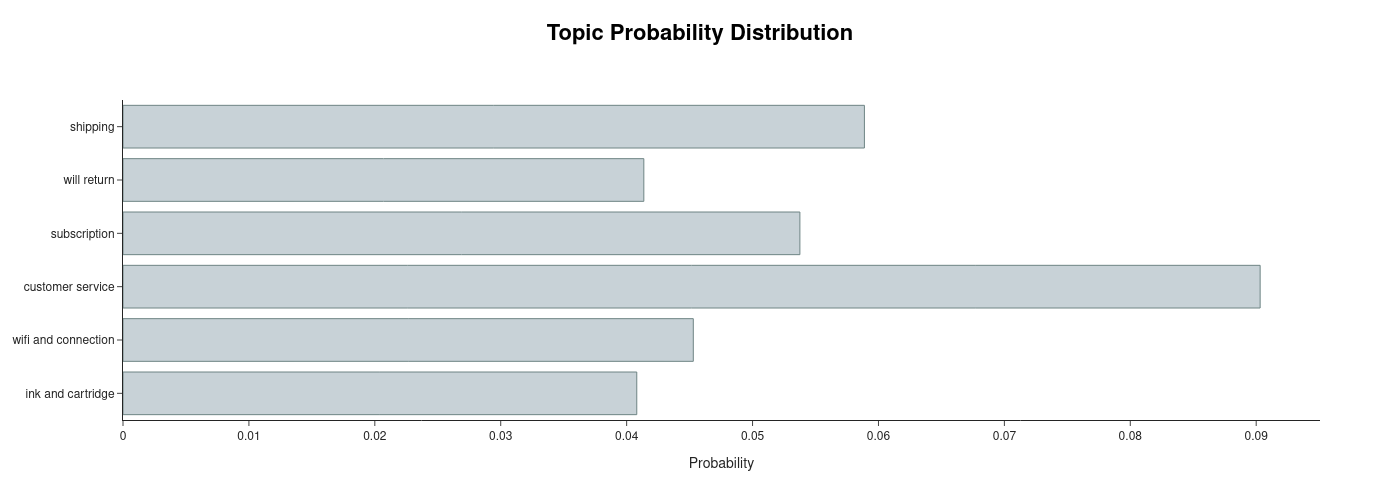 Topic Probability Distribution
shipping
will return
subscription
customer service
wifi and connection
ink and cartridge
0 0.01 0.02 0.03 0.04 0.05 0.06 0.07 0.08 0.09
Probability